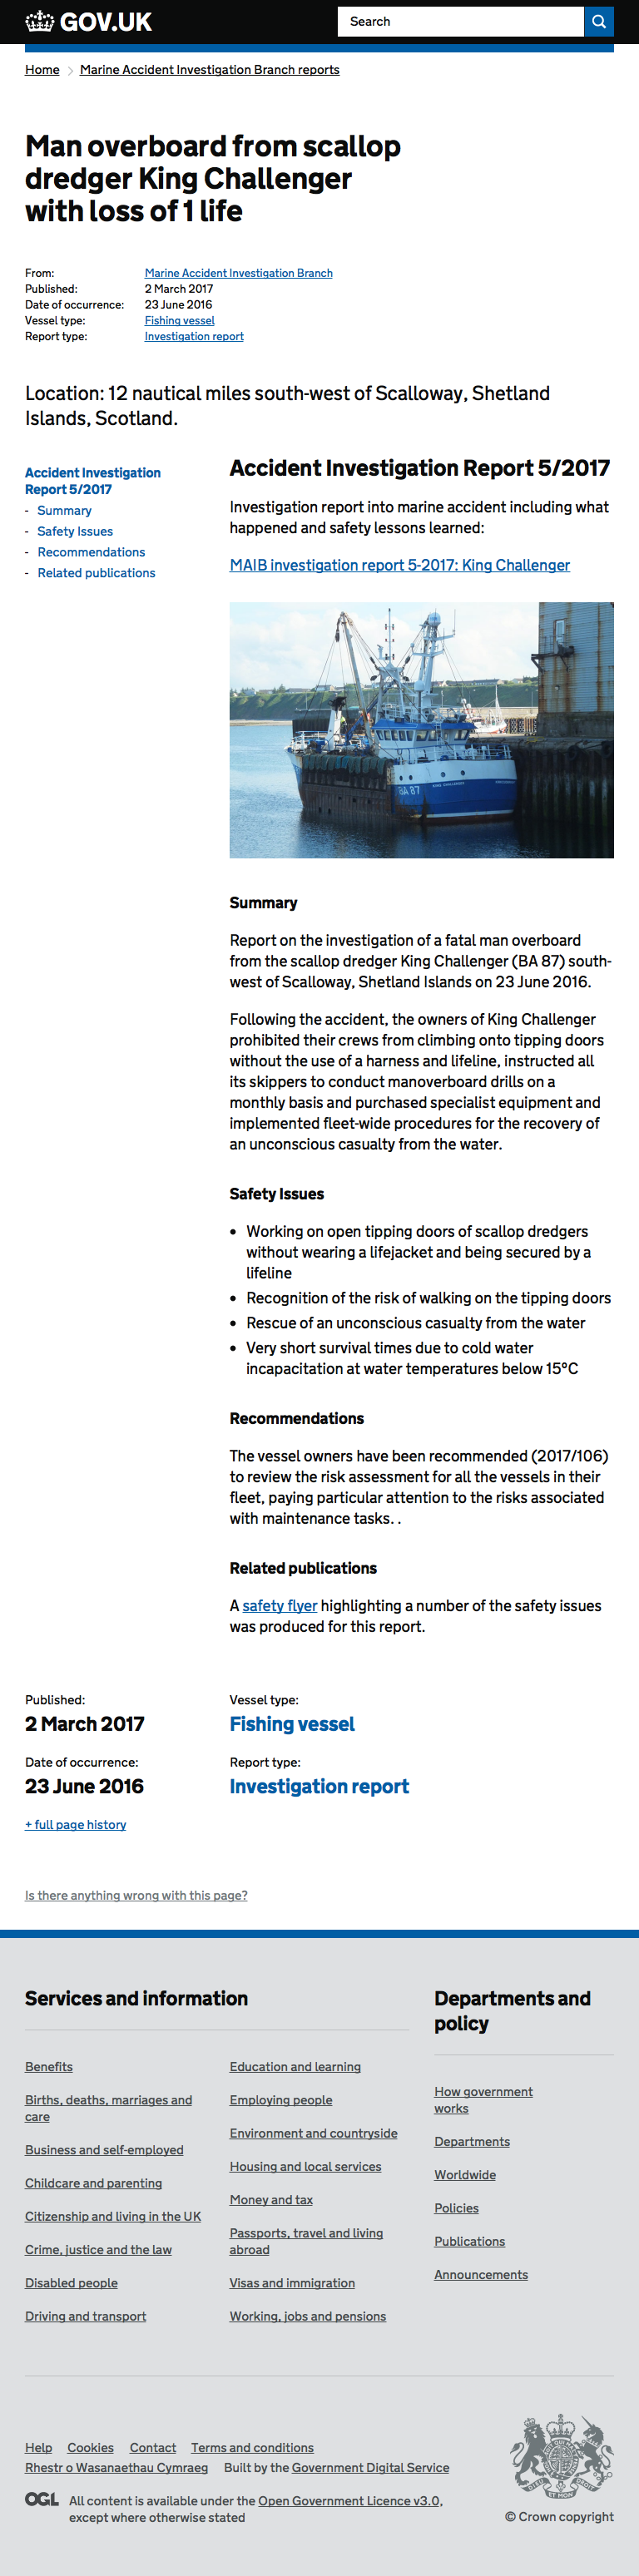 GOV.UK
Search
Home
Marine Accident Investigation Branch reports
Man overboard from scallop
dredger King Challenger
with loss of 1 life
From: Marine Accident Investigation Branch
Published: 2 March 2017
Date of occurrence: 23 June 2016
Vessel type: Fishing vessel
Report type: Investigation report
Location: 12 nautical miles south-west of Scalloway, Shetland
Islands, Scotland.
Accident Investigation
Report 5/2017
- Summary
- Safety Issues
- Recommendations
- Related publications
Accident Investigation Report 5/2017
Investigation report into marine accident including what
happened and safety lessons learned:
MAIB investigation report 5-2017: King Challenger
BA 87
KING CHALLENGER
Summary
Report on the investigation of a fatal man overboard
from the scallop dredger King Challenger (BA 87) south-
west of Scalloway, Shetland Islands on 23 June 2016.
Following the accident, the owners of King Challenger
prohibited their crews from climbing onto tipping doors
without the use of a harness and lifeline, instructed all
its skippers to conduct manoverboard drills on a
monthly basis and purchased specialist equipment and
implemented fleet-wide procedures for the recovery of
an unconscious casualty from the water.
Safety Issues
• Working on open tipping doors of scallop dredgers
without wearing a lifejacket and being secured by a
lifeline
• Recognition of the risk of walking on the tipping doors
• Rescue of an unconscious casualty from the water
• Very short survival times due to cold water
incapacitation at water temperatures below 15ºC
Recommendations
The vessel owners have been recommended (2017/106)
to review the risk assessment for all the vessels in their
fleet, paying particular attention to the risks associated
with maintenance tasks. .
Related publications
A safety flyer highlighting a number of the safety issues
was produced for this report.
Published:
2 March 2017
Vessel type:
Fishing vessel
Date of occurrence:
23 June 2016
Report type:
Investigation report
+ full page history
Is there anything wrong with this page?
Services and information
Benefits
Births, deaths, marriages and
care
Business and self-employed
Childcare and parenting
Citizenship and living in the UK
Crime, justice and the law
Disabled people
Driving and transport
Education and learning
Employing people
Environment and countryside
Housing and local services
Money and tax
Passports, travel and living
abroad
Visas and immigration
Working, jobs and pensions
Departments and
policy
How government
works
Departments
Worldwide
Policies
Publications
Announcements
Help Cookies Contact Terms and conditions
Rhestr o Wasanaethau Cymraeg Built by the Government Digital Service
OGL All content is available under the Open Government Licence v3.0,
except where otherwise stated
© Crown copyright